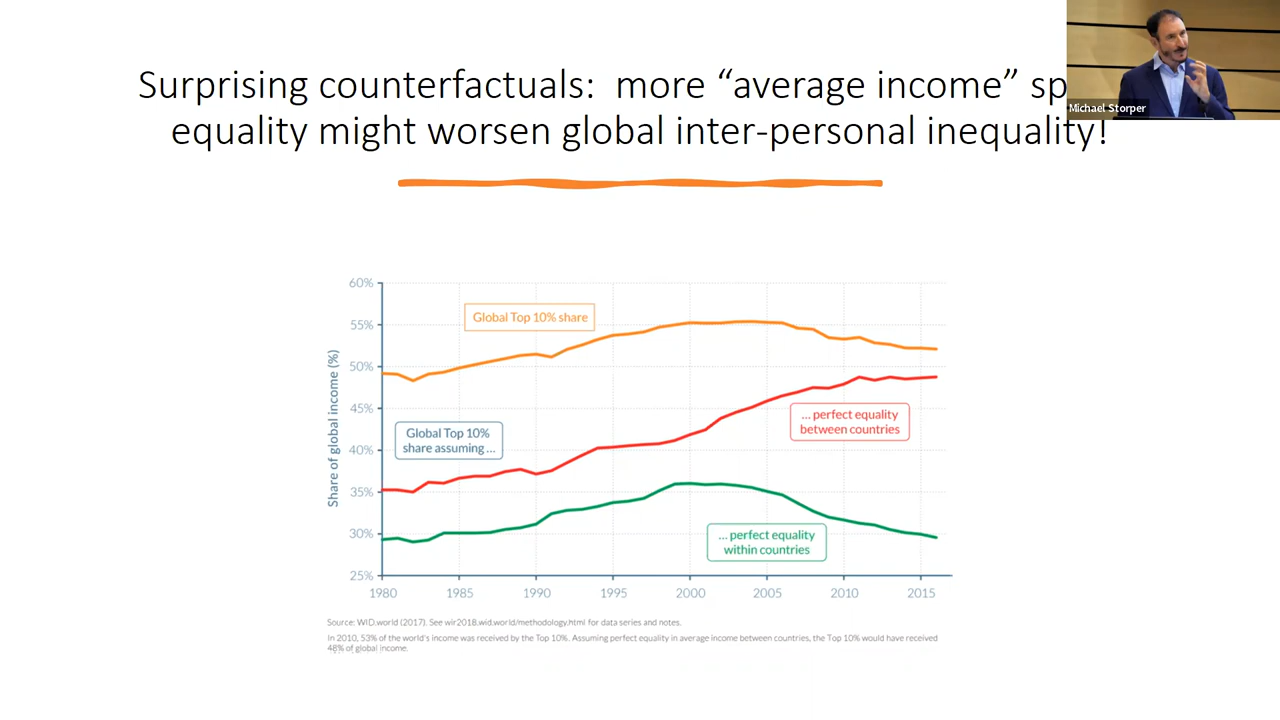 Surprising counterfactuals: more “average income”
equality might worsen global inter-personal inequality!
Michael Storper
60%
55%
50%
45%
40%
35%
30%
25%
Share of global income (%)
Global Top 10% share
Global Top 10%
share assuming ...
... perfect equality
between countries
... perfect equality
within countries
1980
1985
1990
1995
2000
2005
2010
2015
Source: WID.world (2017). See wir2018.wid.world/methodology.html for data series and notes.
In 2010, 53% of the world's income was received by the Top 10%. Assuming perfect equality in average income between countries, the Top 10% would have received
48% of global income.